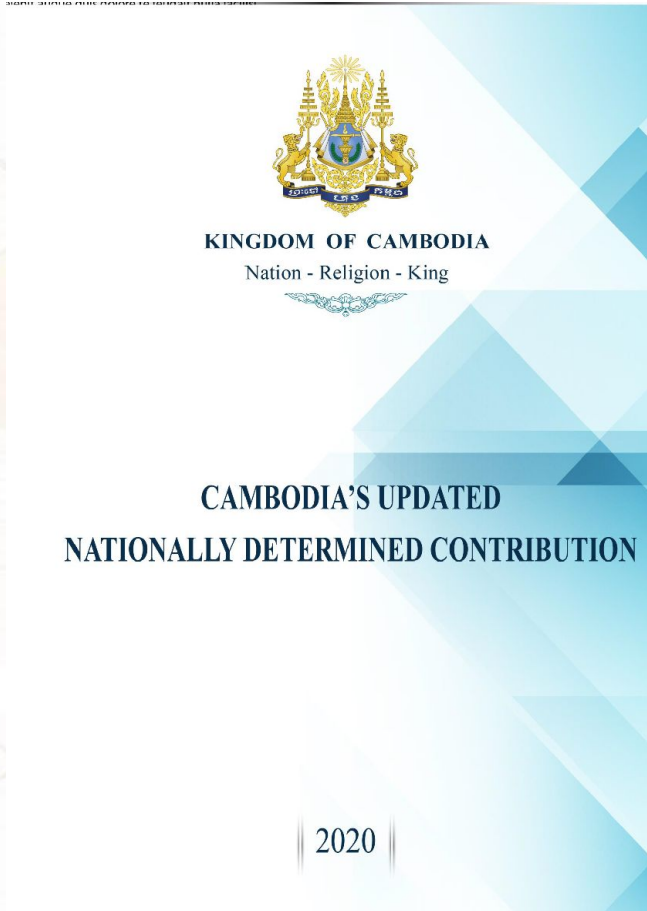 KINGDOM OF CAMBODIA
Nation - Religion - King
CAMBODIA'S UPDATED
NATIONALLY DETERMINED CONTRIBUTION
2020